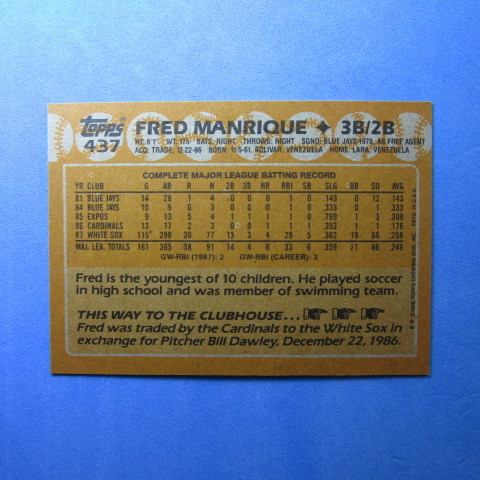 Topps
437
FRED MANRIQUE ✦ 3B/2B
HT: 6'1" WT: 175 BATS: RIGHT THROWS: RIGHT SGND: BLUE JAYS 1978, AS FREE AGENT
ACQ: TRADE, 12-22-86 BORN: 11-5-61, BOLIVAR, VENEZUELA HOME: LARA, VENEZUELA
COMPLETE MAJOR LEAGUE BATTING RECORD
YR CLUB G AB R H 2B 3B HR RBI SB SLG BB SO AVG
81 BLUE JAYS 14 28 1 4 0 0 0 1 0 .143 0 12 .143
84 BLUE JAYS 10 9 0 3 0 0 0 1 0 .333 0 1 .333
85 EXPOS 9 13 5 4 1 1 1 1 0 .769 1 3 .308
86 CARDINALS 13 17 2 3 0 0 1 1 1 .353 1 1 .176
87 WHITE SOX 115 298 30 77 13 3 4 29 5 .362 19 69 .258
MAJ. LEA. TOTALS 161 365 38 91 14 4 6 33 6 .359 21 86 .249
GW-RBI (1987): 2 GW-RBI (CAREER): 3
Fred is the youngest of 10 children. He played soccer
in high school and was member of swimming team.
THIS WAY TO THE CLUBHOUSE...
Fred was traded by the Cardinals to the White Sox in
exchange for Pitcher Bill Dawley, December 22, 1986.